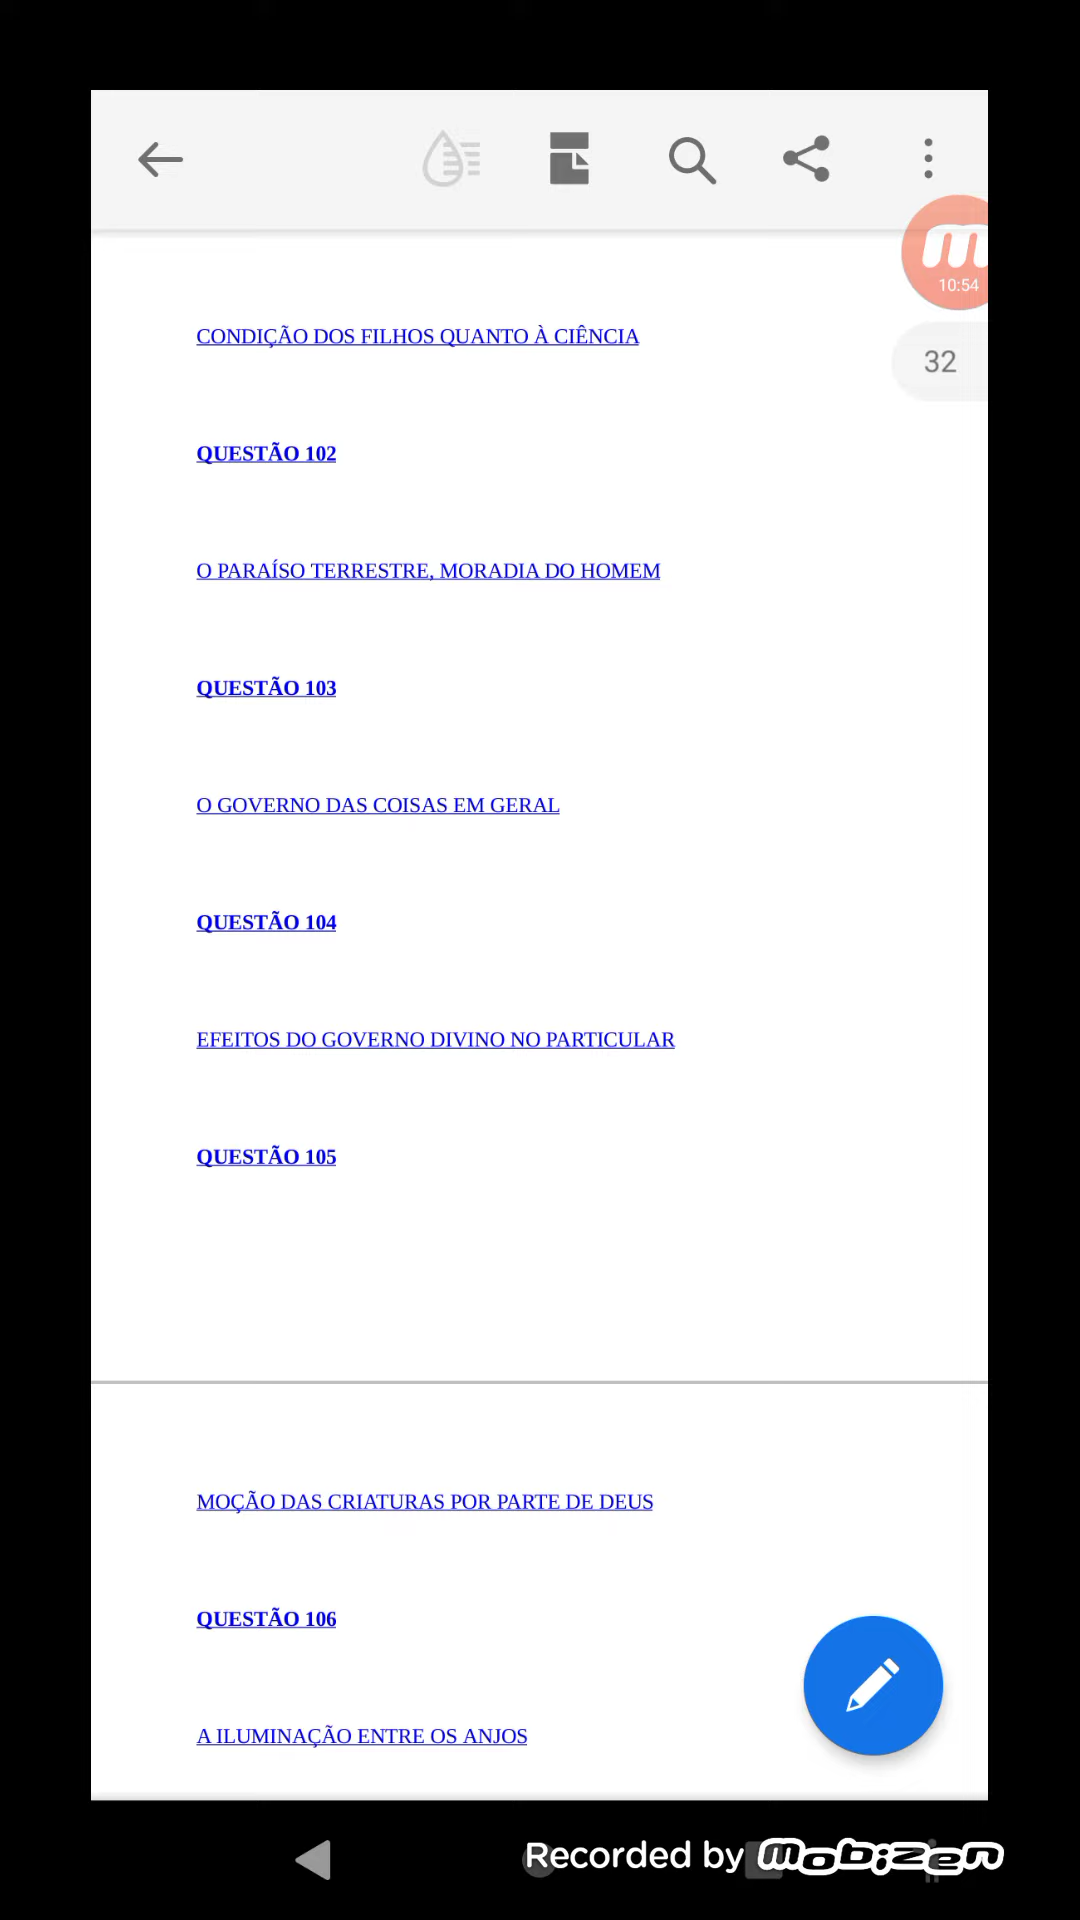 10:54
32
CONDIÇÃO DOS FILHOS QUANTO À CIÊNCIA
QUESTÃO 102
O PARAÍSO TERRESTRE, MORADIA DO HOMEM
QUESTÃO 103
O GOVERNO DAS COISAS EM GERAL
QUESTÃO 104
EFEITOS DO GOVERNO DIVINO NO PARTICULAR
QUESTÃO 105
MOÇÃO DAS CRIATURAS POR PARTE DE DEUS
QUESTÃO 106
A ILUMINAÇÃO ENTRE OS ANJOS
Recorded by mobizen